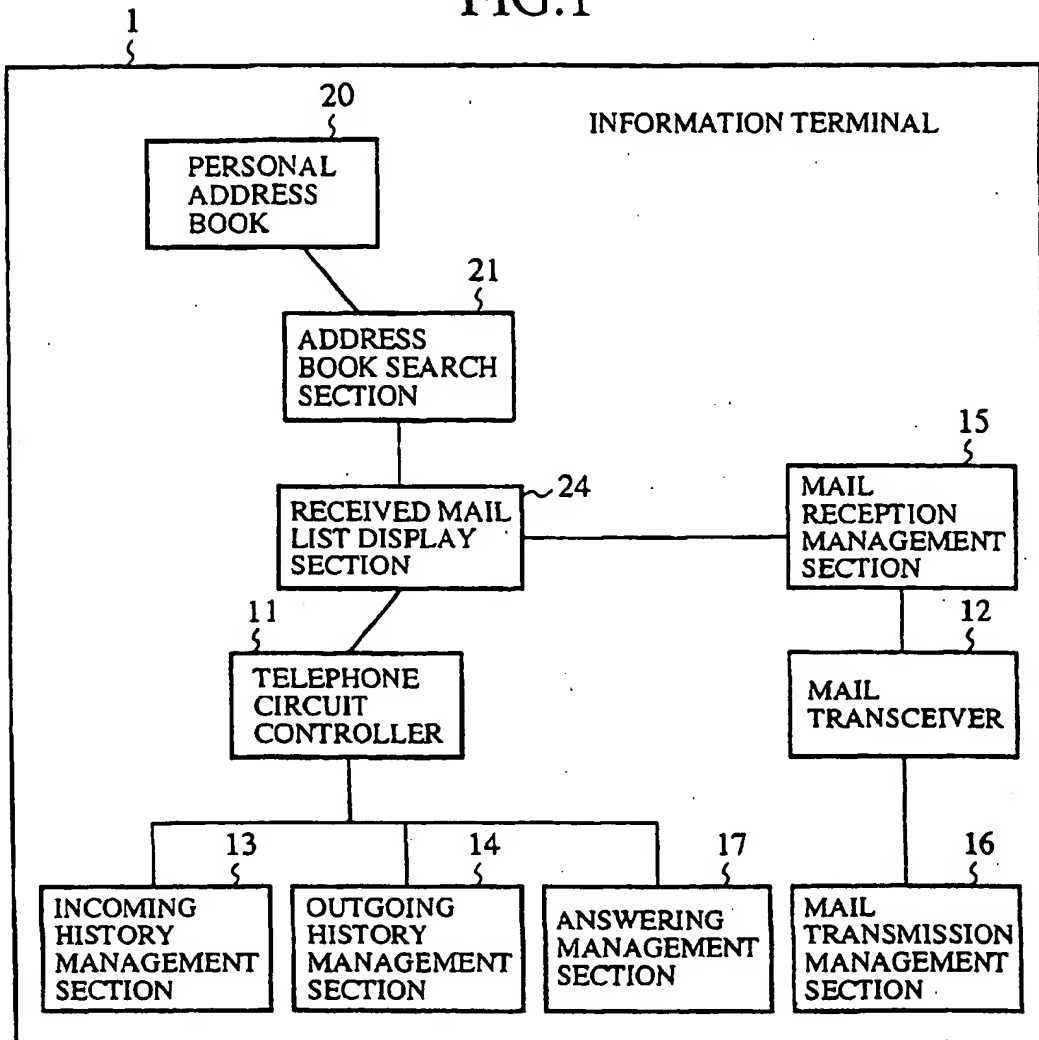 FIG.1
1
INFORMATION TERMINAL
20
PERSONAL
ADDRESS
BOOK
21
ADDRESS
BOOK SEARCH
SECTION
15
MAIL
RECEPTION
MANAGEMENT
SECTION
24
RECEIVED MAIL
LIST DISPLAY
SECTION
11
TELEPHONE
CIRCUIT
CONTROLLER
12
MAIL
TRANSCEIVER
13
INCOMING
HISTORY
MANAGEMENT
SECTION
14
OUTGOING
HISTORY
MANAGEMENT
SECTION
17
ANSWERING
MANAGEMENT
SECTION
16
MAIL
TRANSMISSION
MANAGEMENT
SECTION